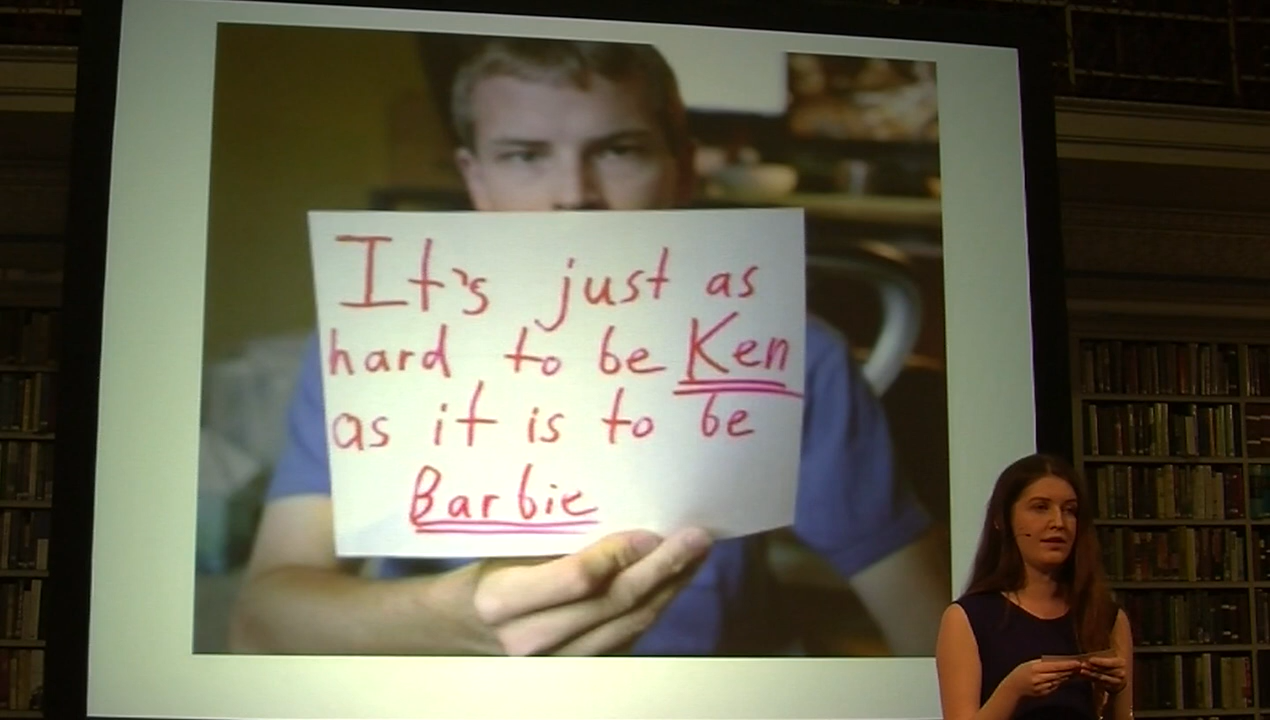 It's just as
hard to be Ken
as it is to be
Barbie